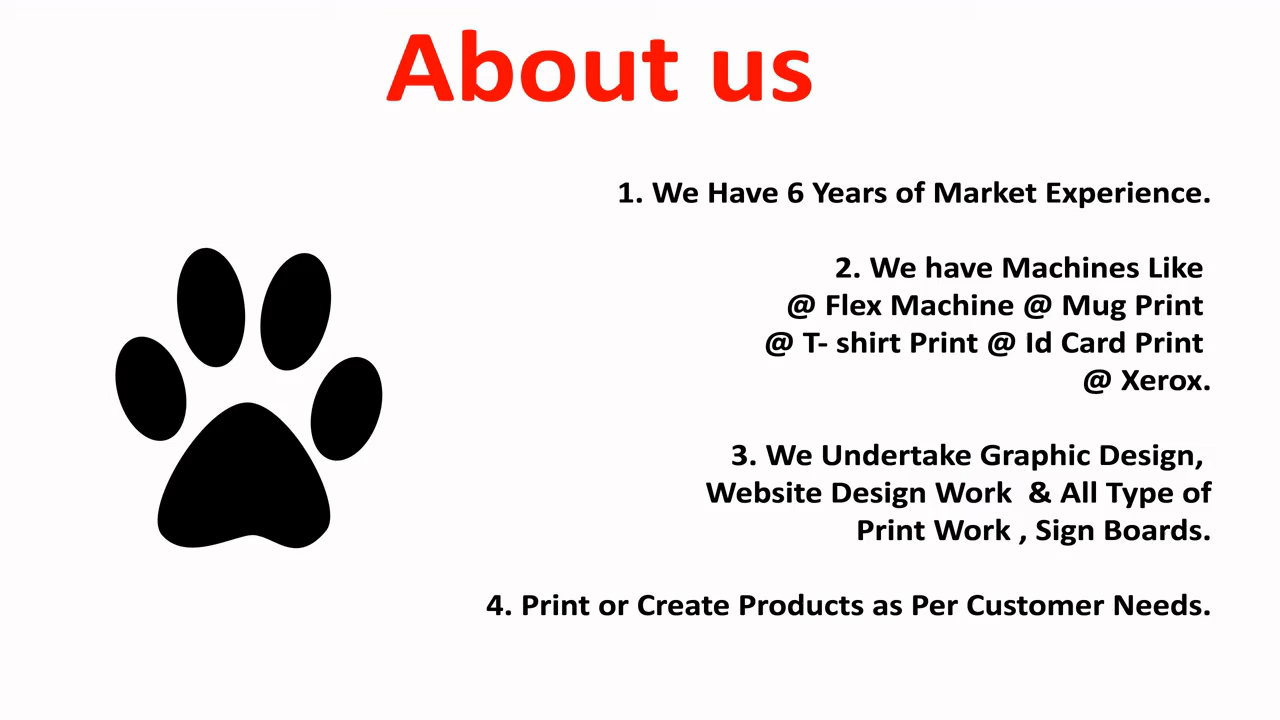 About us
1. We Have 6 Years of Market Experience.
2. We have Machines Like
@ Flex Machine @ Mug Print
@ T- shirt Print @ Id Card Print
@ Xerox.
3. We Undertake Graphic Design,
Website Design Work  & All Type of
Print Work , Sign Boards.
4. Print or Create Products as Per Customer Needs.